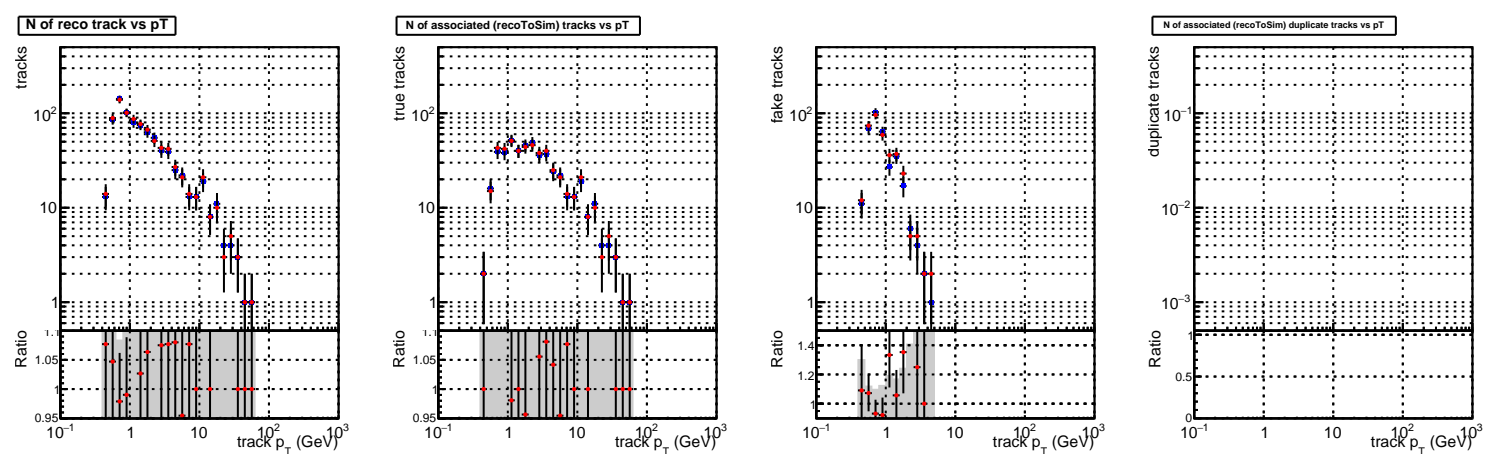 N of reco track vs pT
tracks
10²
10
1
Ratio
1.1
1.05
1
0.95
10⁻¹ 1 10 10² 10³
track p_T (GeV)
N of associated (recoToSim) tracks vs pT
true tracks
10²
10
1
Ratio
1.1
1.05
1
0.95
10⁻¹ 1 10 10² 10³
track p_T (GeV)
fake tracks
10²
10
1
Ratio
1.4
1.2
1
10⁻¹ 1 10 10² 10³
track p_T (GeV)
N of associated (recoToSim) duplicate tracks vs pT
duplicate tracks
10⁻¹
10⁻²
10⁻³
Ratio
1
0.5
0
10⁻¹ 1 10 10² 10³
track p_T (GeV)